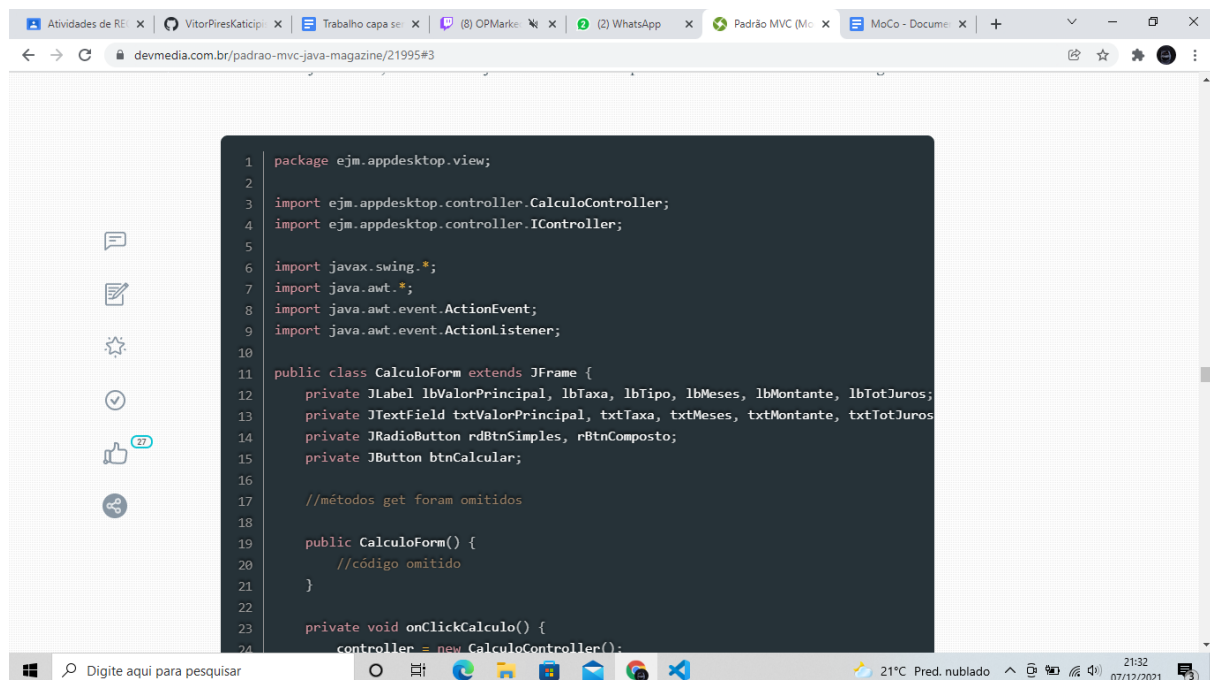 Atividades de RE
VitorPiresKaticipi
Trabalho capa se
(8) OPMarke
(2) WhatsApp
Padrão MVC (Mo
MoCo - Docume
devmedia.com.br/padrao-mvc-java-magazine/21995#3
27
1 package ejm.appdesktop.view;
2
3 import ejm.appdesktop.controller.CalculoController;
4 import ejm.appdesktop.controller.IController;
5
6 import javax.swing.*;
7 import java.awt.*;
8 import java.awt.event.ActionEvent;
9 import java.awt.event.ActionListener;
10
11 public class CalculoForm extends JFrame {
12 private JLabel lbValorPrincipal, lbTaxa, lbTipo, lbMeses, lbMontante, lbTotJuros;
13 private JTextField txtValorPrincipal, txtTaxa, txtMeses, txtMontante, txtTotJuros
14 private JRadioButton rdBtnSimples, rBtnComposto;
15 private JButton btnCalcular;
16
17 //métodos get foram omitidos
18
19 public CalculoForm() {
20 //código omitido
21 }
22
23 private void onClickCalculo() {
24 controller = new CalculoController();
Digite aqui para pesquisar
21°C Pred. nublado
21:32
07/12/2021
3